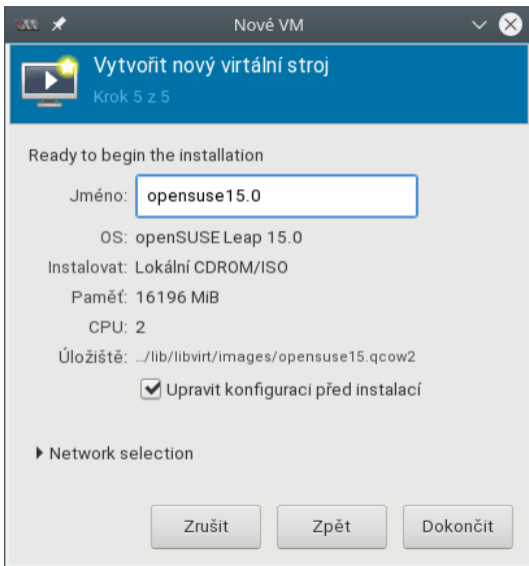 Nové VM
Vytvořit nový virtální stroj
Krok 5 z 5
Ready to begin the installation
Jméno: opensuse15.0
OS: openSUSE Leap 15.0
Instalovat: Lokální CDROM/ISO
Paměť: 16196 MiB
CPU: 2
Úložiště: .../lib/libvirt/images/opensuse15.qcow2
Upravit konfiguraci před instalací
Network selection
Zrušit Zpět Dokončit